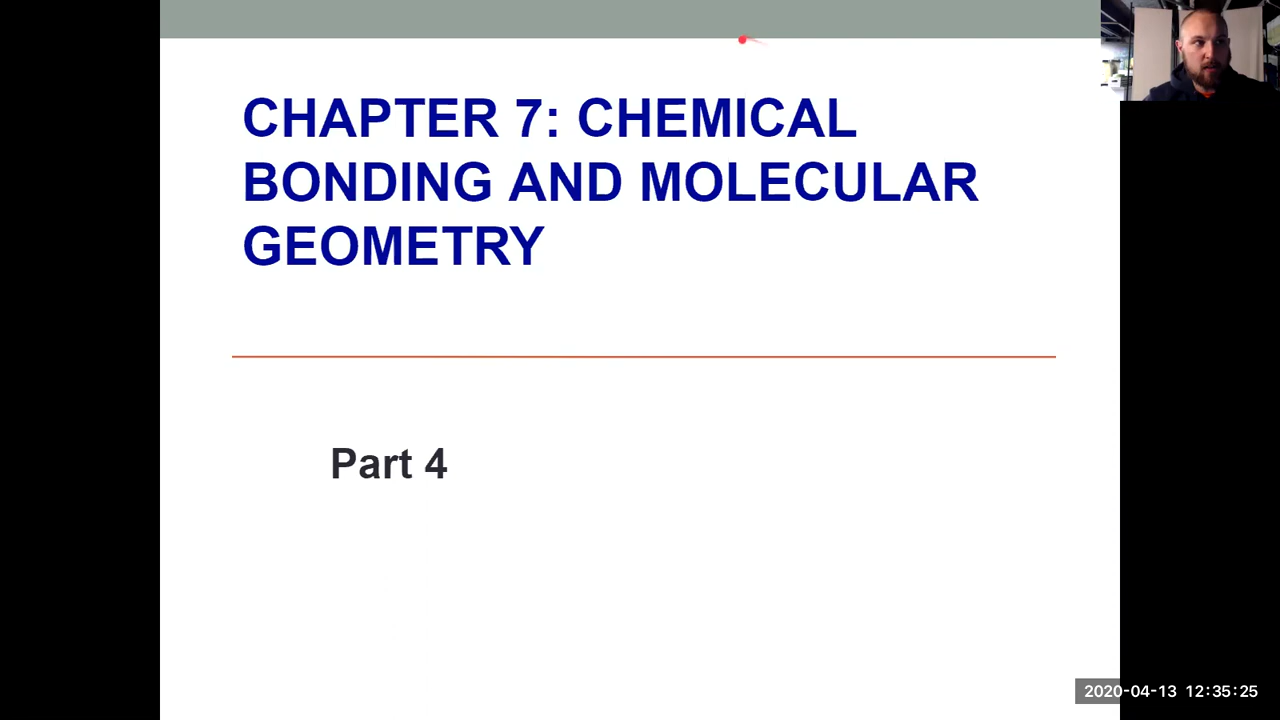 CHAPTER 7: CHEMICAL
BONDING AND MOLECULAR
GEOMETRY
Part 4
2020-04-13 12:35:25